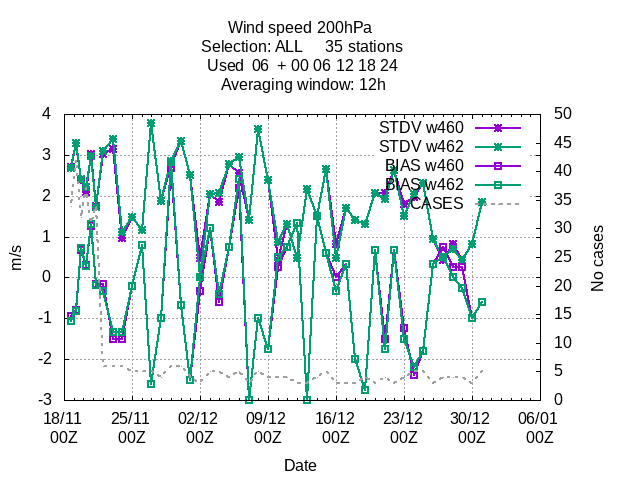 Wind speed 200hPa
Selection: ALL 35 stations
Used 06 + 00 06 12 18 24
Averaging window: 12h
STDV w460
STDV w462
BIAS w460
BIAS w462
CASES
4
3
2
1
0
-1
-2
-3
m/s
50
45
40
35
30
25
20
15
10
5
0
No cases
18/11 25/11 02/12 09/12 16/12 23/12 30/12 06/01
00Z 00Z 00Z 00Z 00Z 00Z 00Z 00Z
Date